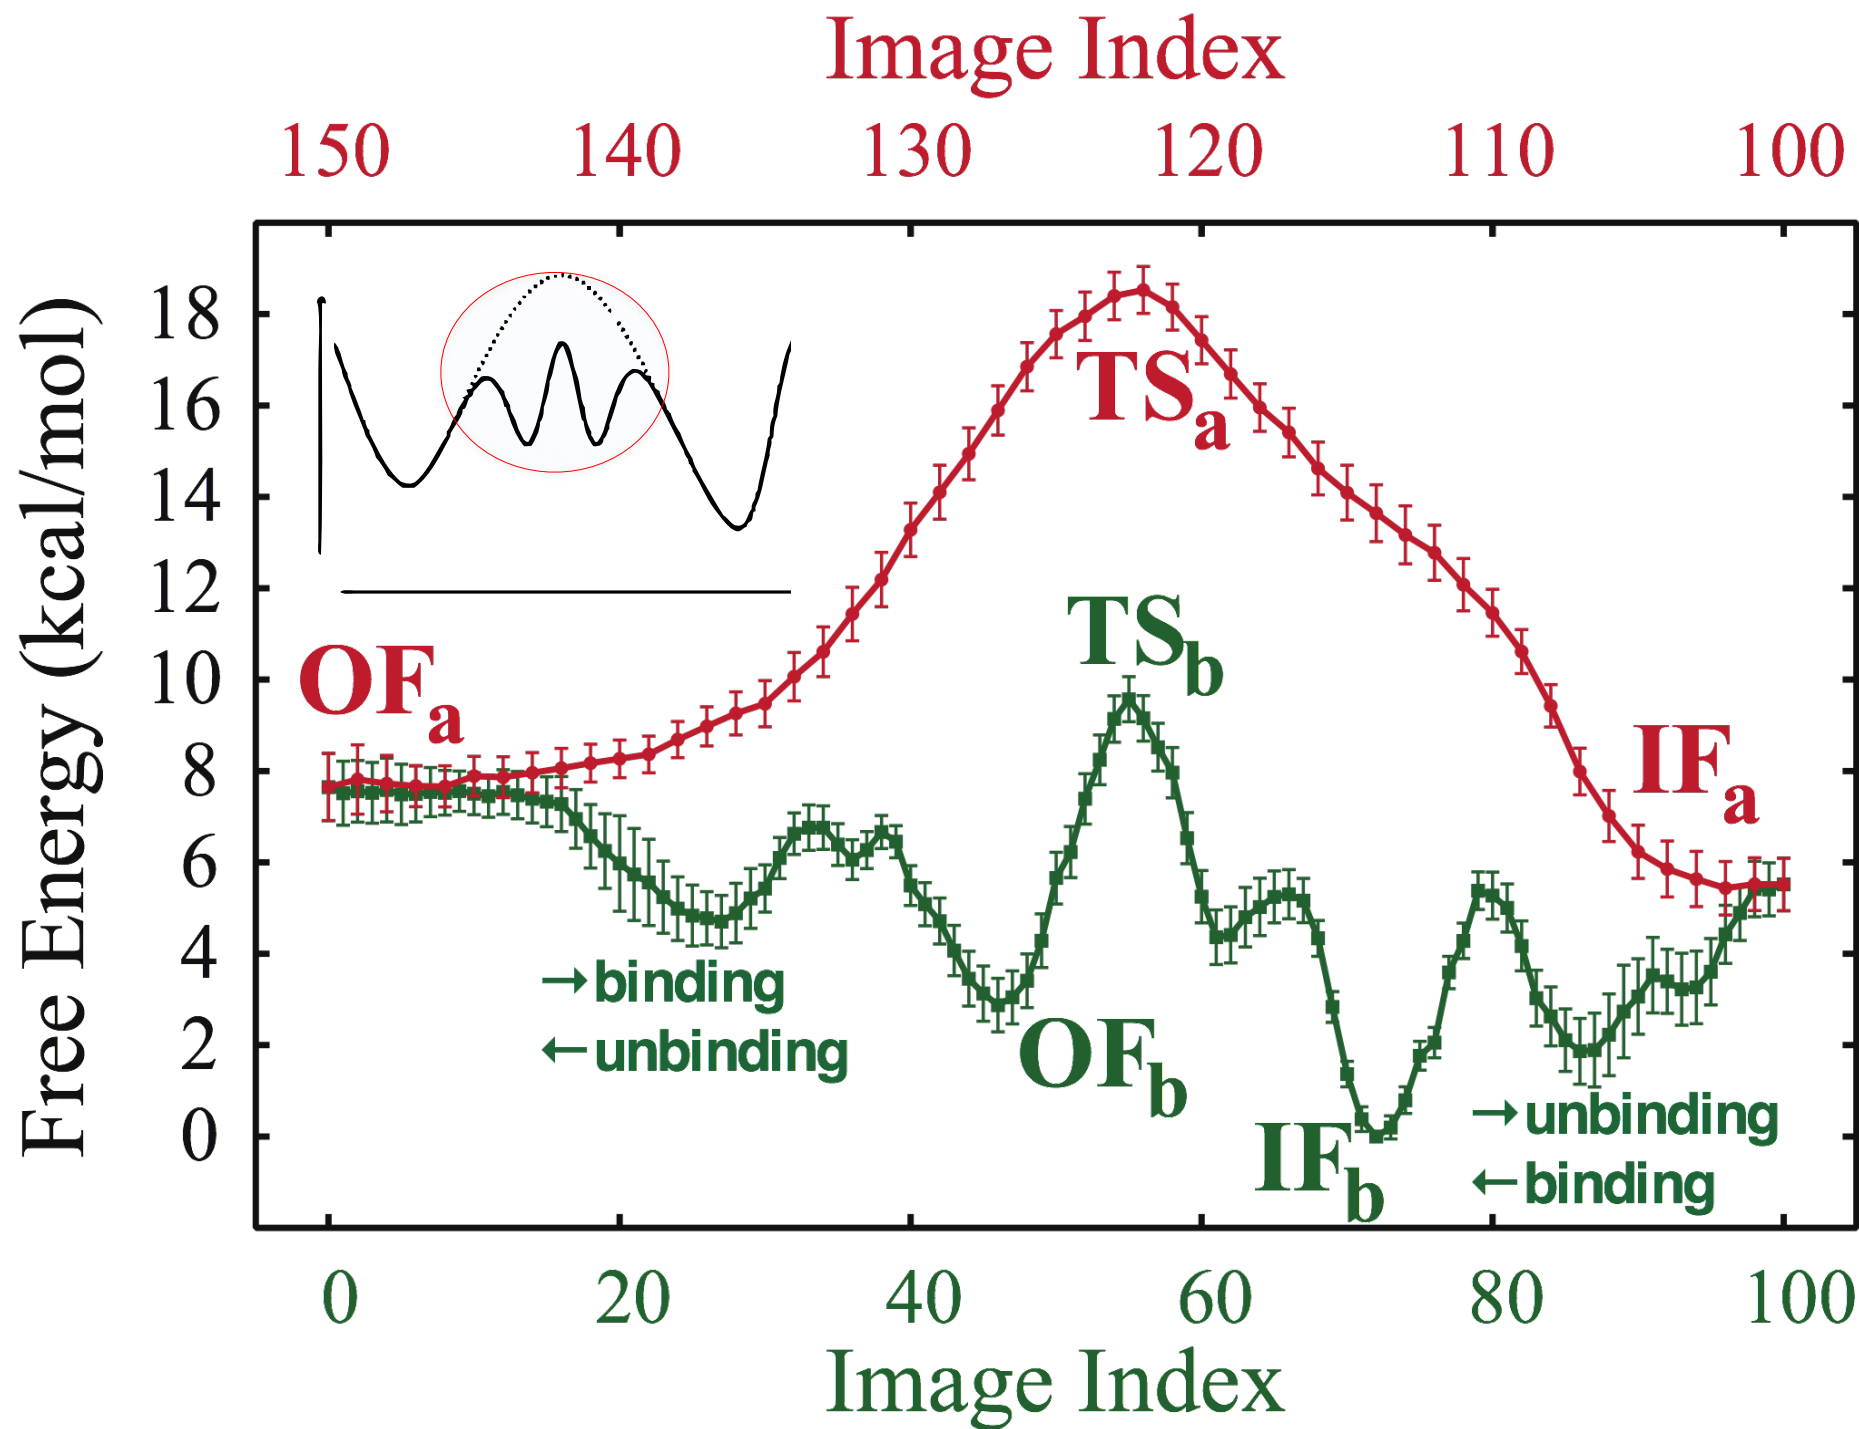 Image Index
150 140 130 120 110 100
Free Energy (kcal/mol)
18
16
14
12
10
8
6
4
2
0
TSa
TSb
OFa
IFa
→binding
←unbinding
OFb
IFb
→unbinding
←binding
0 20 40 60 80 100
Image Index